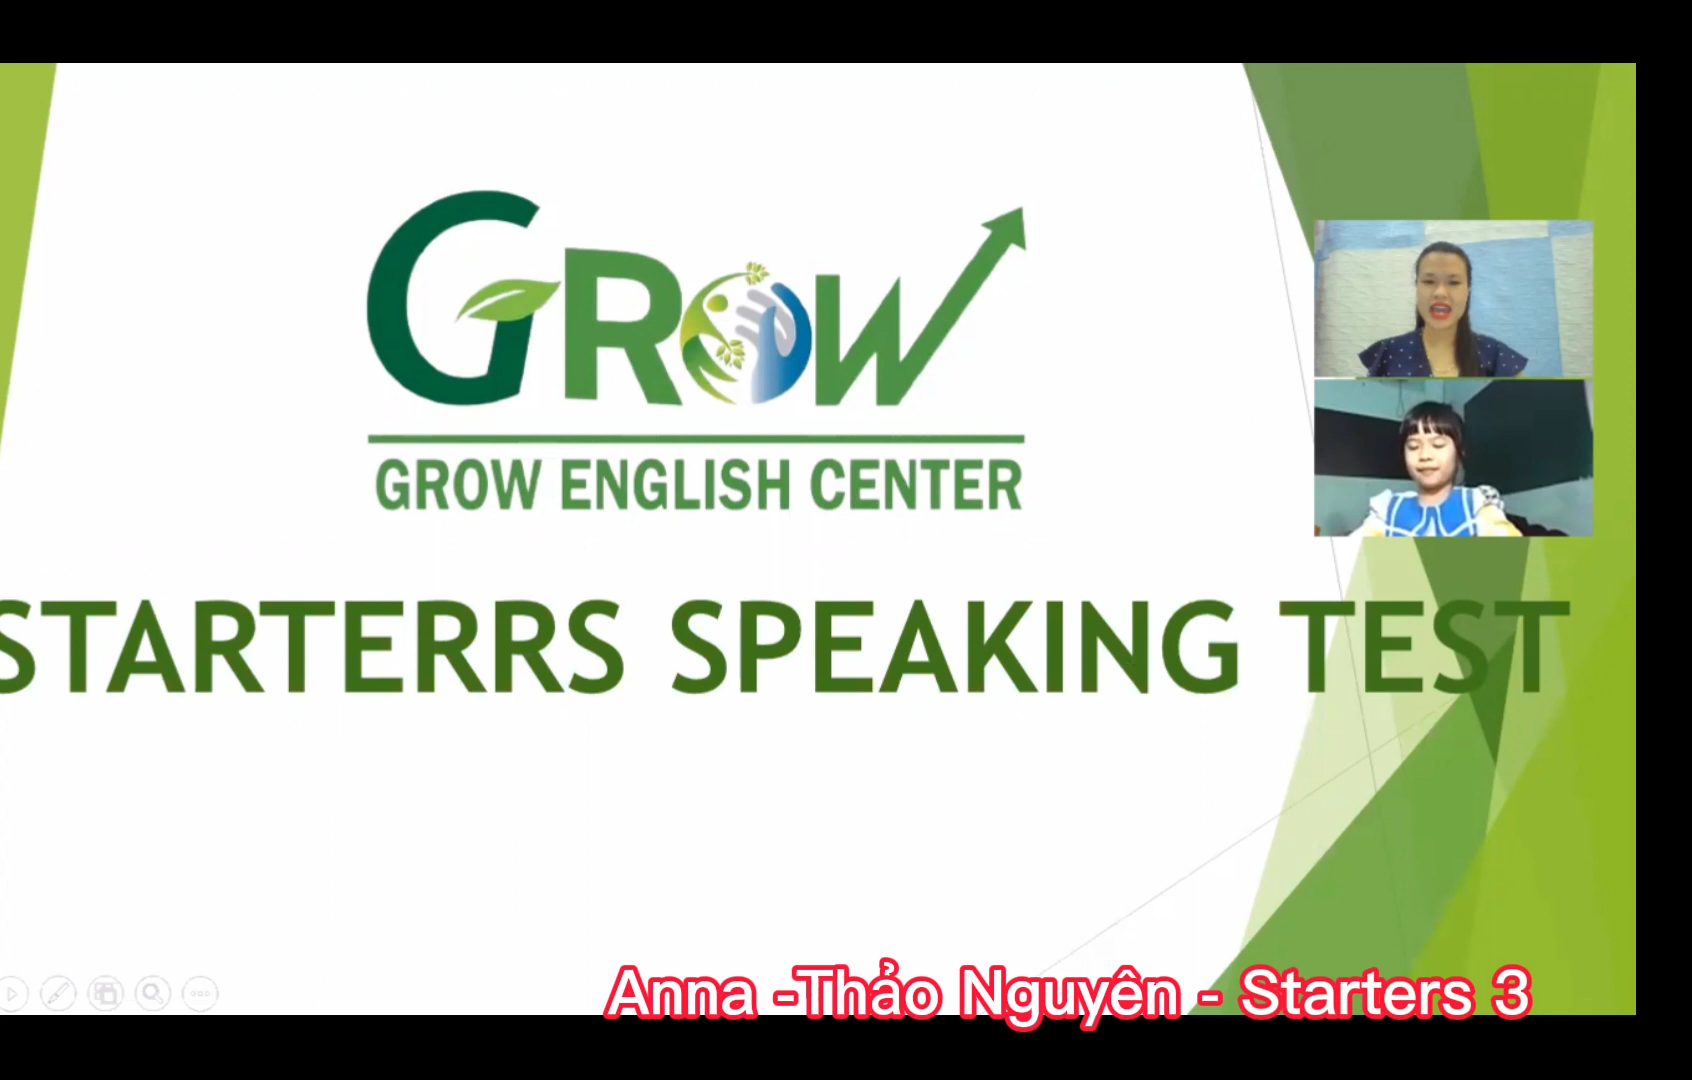 GROW
GROW ENGLISH CENTER
STARTERRS SPEAKING TEST
Anna -Thảo Nguyên - Starters 3